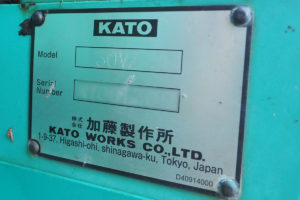 KATO
Model
Serial
Number
株式会社 加藤製作所
KATO WORKS CO.,LTD.
1-9-37, Higashi-ohi, shinagawa-ku, Tokyo, Japan
D40914000